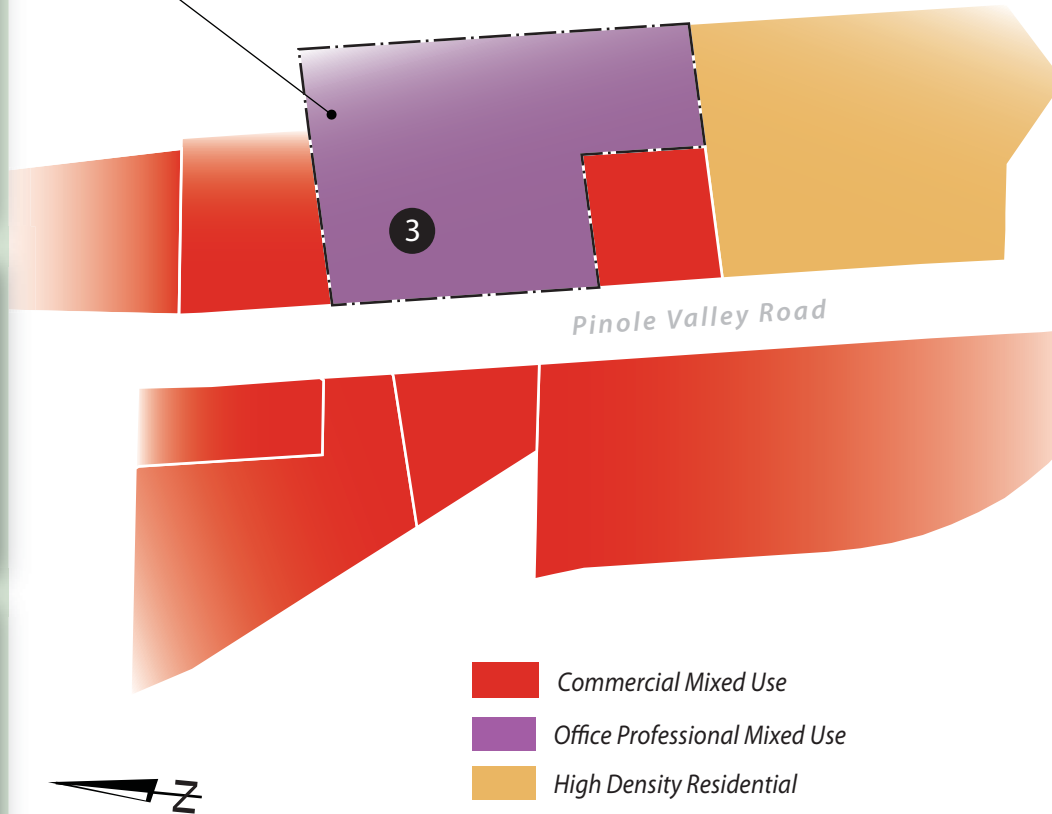 3
Pinole Valley Road
Commercial Mixed Use
Office Professional Mixed Use
High Density Residential
N